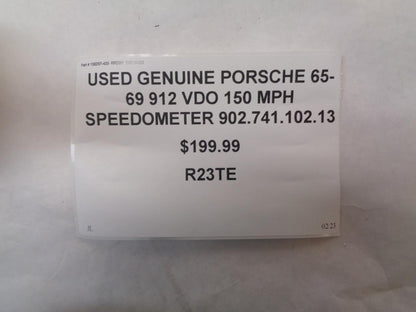 USED GENUINE PORSCHE 65-
69 912 VDO 150 MPH
SPEEDOMETER 902.741.102.13
$199.99
R23TE
JL 02/23